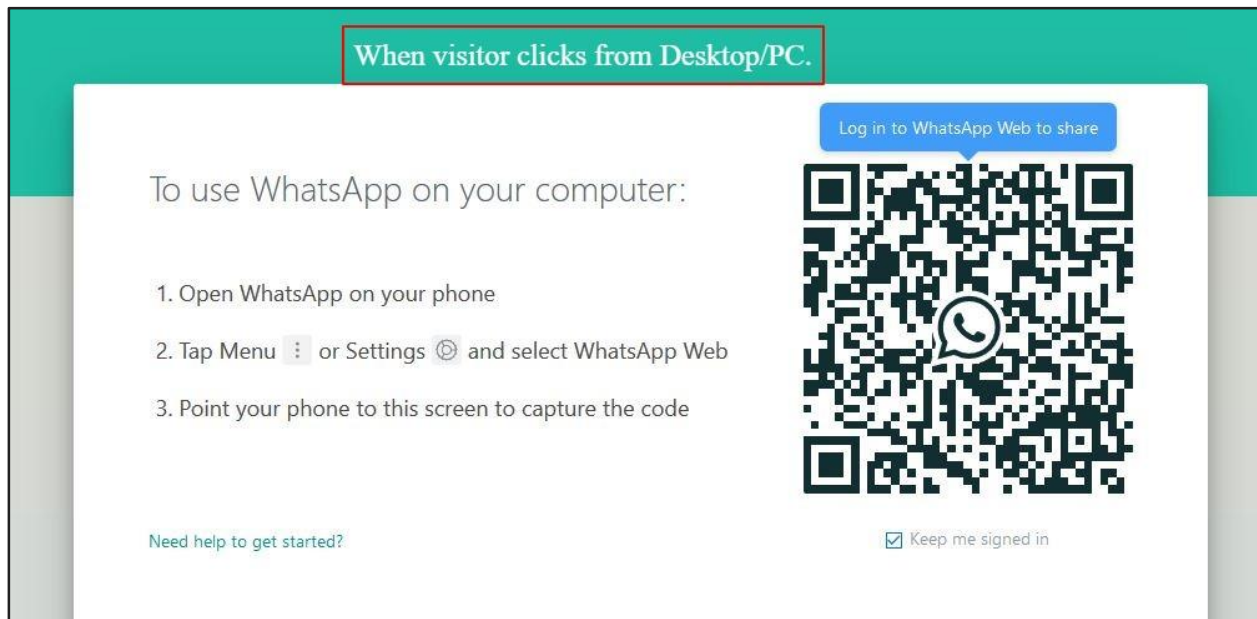 When visitor clicks from Desktop/PC.
Log in to WhatsApp Web to share
To use WhatsApp on your computer:
1. Open WhatsApp on your phone
2. Tap Menu or Settings and select WhatsApp Web
3. Point your phone to this screen to capture the code
Need help to get started?
Keep me signed in